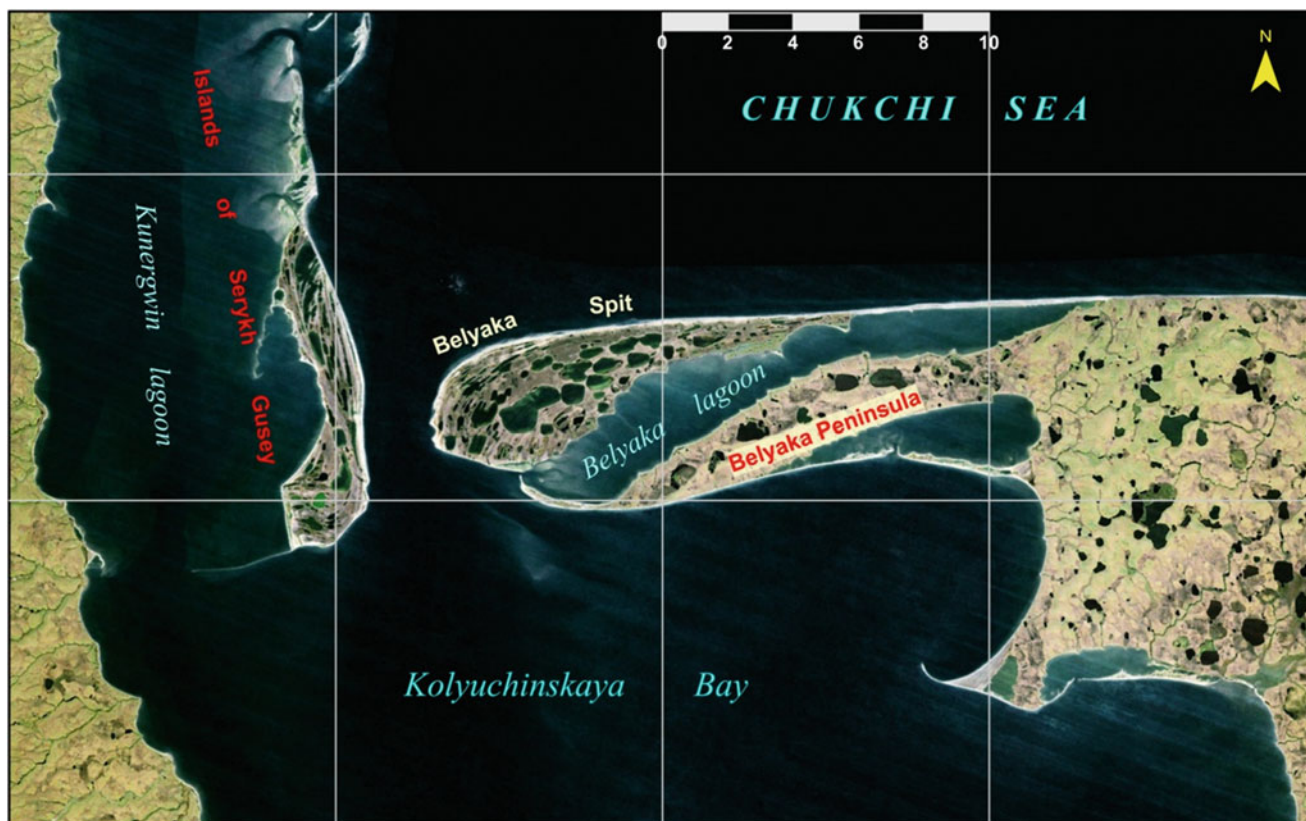 0 2 4 6 8 10
N
CHUKCHI SEA
Islands of Serykh Gusey
Kunergwin lagoon
Belyaka Spit
Belyaka lagoon
Belyaka Peninsula
Kolyuchinskaya Bay